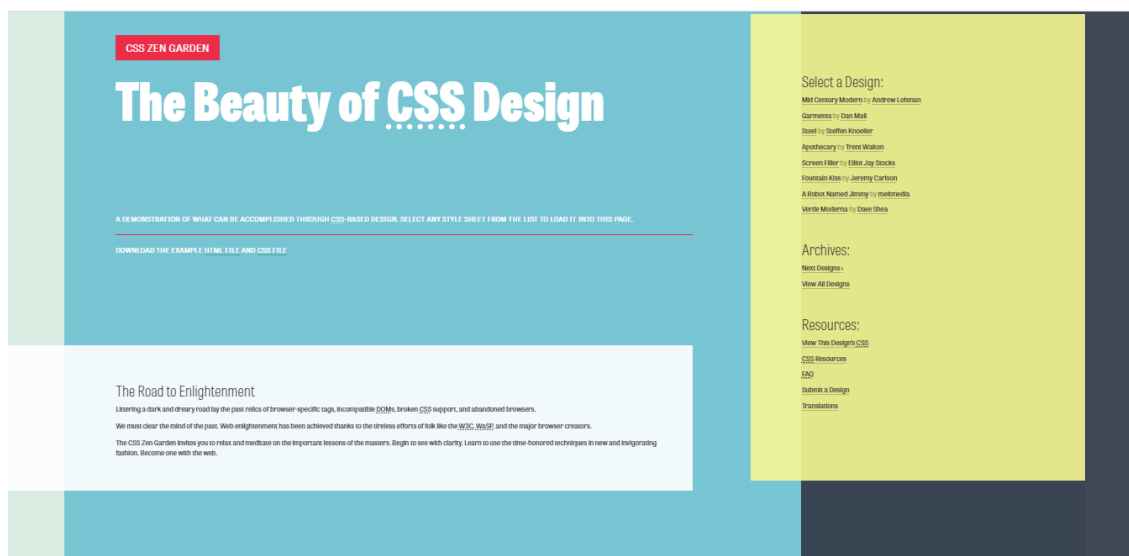 CSS ZEN GARDEN
The Beauty of CSS Design
A DEMONSTRATION OF WHAT CAN BE ACCOMPLISHED THROUGH CSS-BASED DESIGN. SELECT ANY STYLE SHEET FROM THE LIST TO LOAD IT INTO THIS PAGE.
DOWNLOAD THE EXAMPLE HTML FILE AND CSS FILE
The Road to Enlightenment
Littering a dark and dreary road lay the past relics of browser-specific tags, incompatible DOMs, broken CSS support, and abandoned browsers.
We must clear the mind of the past. Web enlightenment has been achieved thanks to the tireless efforts of folk like the W3C, WaSP, and the major browser creators.
The CSS Zen Garden invites you to relax and meditate on the important lessons of the masters. Begin to see with clarity. Learn to use the time-honored techniques in new and invigorating
fashion. Become one with the web.
Select a Design:
Mid Century Modern by Andrew Lohman
Garments by Dan Mall
Steel by Steffen Knoeller
Apothecary by Trent Walton
Screen Filler by Elliot Jay Stocks
Fountain Kiss by Jeremy Carlson
A Robot Named Jimmy by meltmedia
Verde Moderna by Dave Shea
Archives:
Next Designs ›
View All Designs
Resources:
View This Design's CSS
CSS Resources
FAQ
Submit a Design
Translations